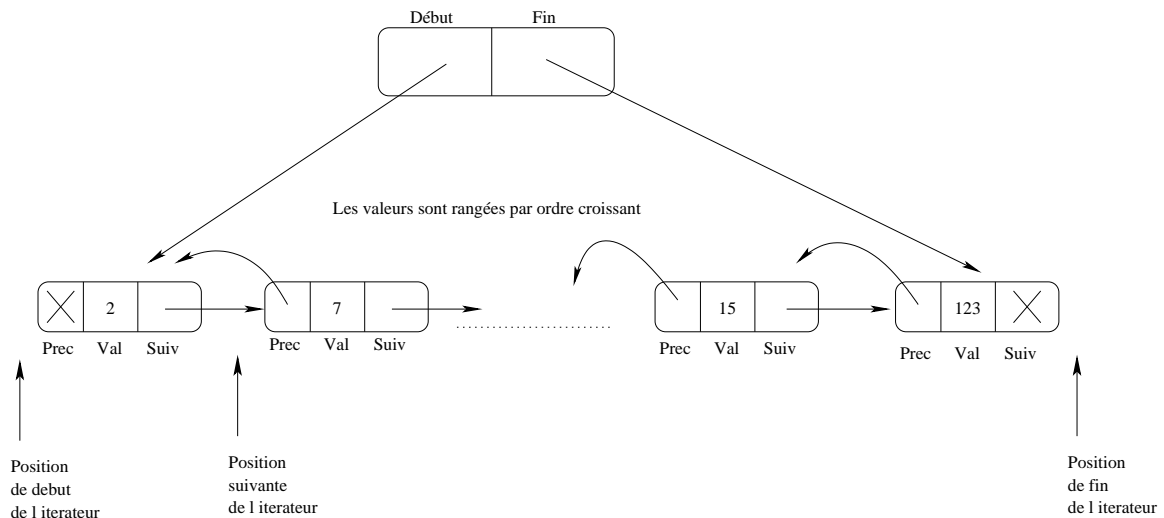 Début Fin
Les valeurs sont rangées par ordre croissant
2 7 15 123
Prec Val Suiv
Prec Val Suiv
Prec Val Suiv
Prec Val Suiv
Position
de debut
de l iterateur
Position
suivante
de l iterateur
Position
de fin
de l iterateur